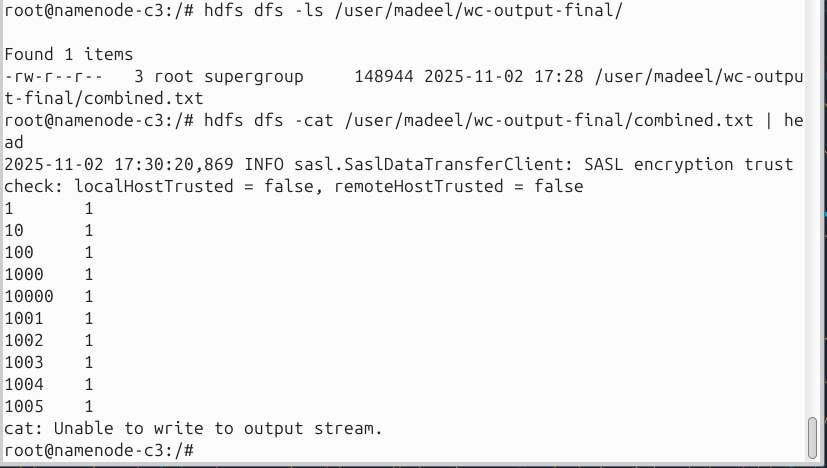 root@namenode-c3:/# hdfs dfs -ls /user/madeel/wc-output-final/
Found 1 items
-rw-r--r--   3 root supergroup     148944 2025-11-02 17:28 /user/madeel/wc-outpu
t-final/combined.txt
root@namenode-c3:/# hdfs dfs -cat /user/madeel/wc-output-final/combined.txt | he
ad
2025-11-02 17:30:20,869 INFO sasl.SaslDataTransferClient: SASL encryption trust
check: localHostTrusted = false, remoteHostTrusted = false
1       1
10      1
100     1
1000    1
10000   1
1001    1
1002    1
1003    1
1004    1
1005    1
cat: Unable to write to output stream.
root@namenode-c3:/#